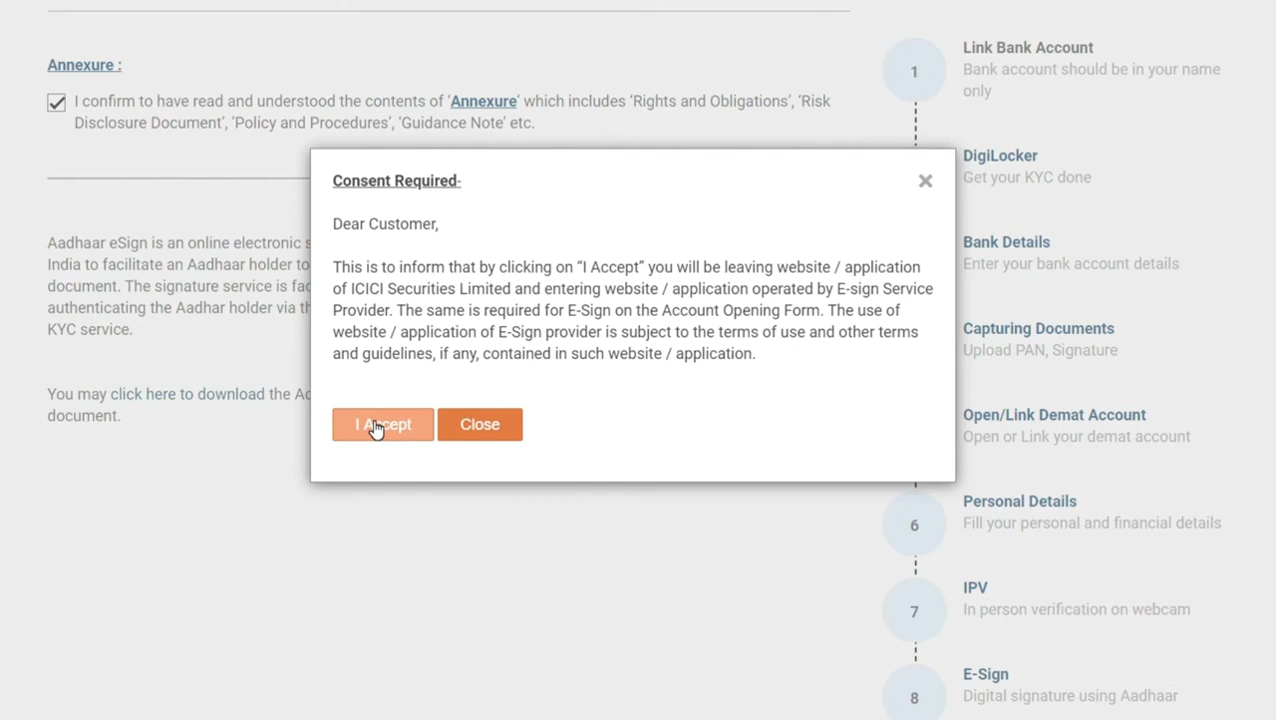 Annexure :
I confirm to have read and understood the contents of ‘Annexure’ which includes ‘Rights and Obligations’, ‘Risk
Disclosure Document’, ’Policy and Procedures’, ‘Guidance Note’ etc.
Aadhaar eSign is an online electronic
India to facilitate an Aadhaar holder to
document. The signature service is
authenticating the Aadhar holder via
KYC service.
You may click here to download the
document.
Consent Required-
Dear Customer,
This is to inform that by clicking on “I Accept” you will be leaving website / application
of ICICI Securities Limited and entering website / application operated by E-sign Service
Provider. The same is required for E-Sign on the Account Opening Form. The use of
website / application of E-Sign provider is subject to the terms of use and other terms
and guidelines, if any, contained in such website / application.
I Accept
Close
1
Link Bank Account
Bank account should be in your name
only
DigiLocker
Get your KYC done
Bank Details
Enter your bank account details
Capturing Documents
Upload PAN, Signature
Open/Link Demat Account
Open or Link your demat account
6
Personal Details
Fill your personal and financial details
7
IPV
In person verification on webcam
8
E-Sign
Digital signature using Aadhaar